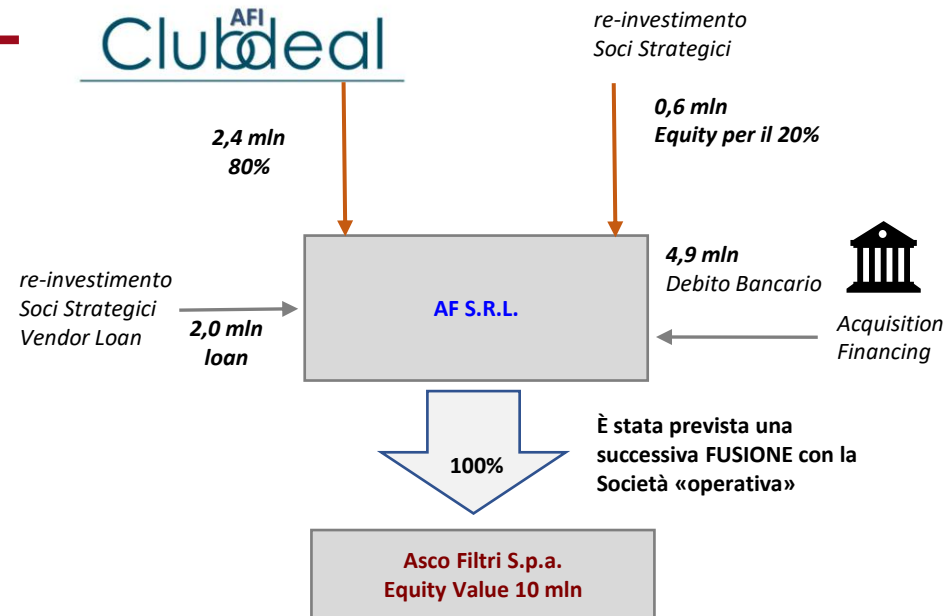 AFI
Clubdeal
re-investimento
Soci Strategici
2,4 mln
80%
0,6 mln
Equity per il 20%
re-investimento
Soci Strategici
Vendor Loan
2,0 mln
loan
AF S.R.L.
4,9 mln
Debito Bancario
Acquisition
Financing
100%
È stata prevista una
successiva FUSIONE con la
Società «operativa»
Asco Filtri S.p.a.
Equity Value 10 mln